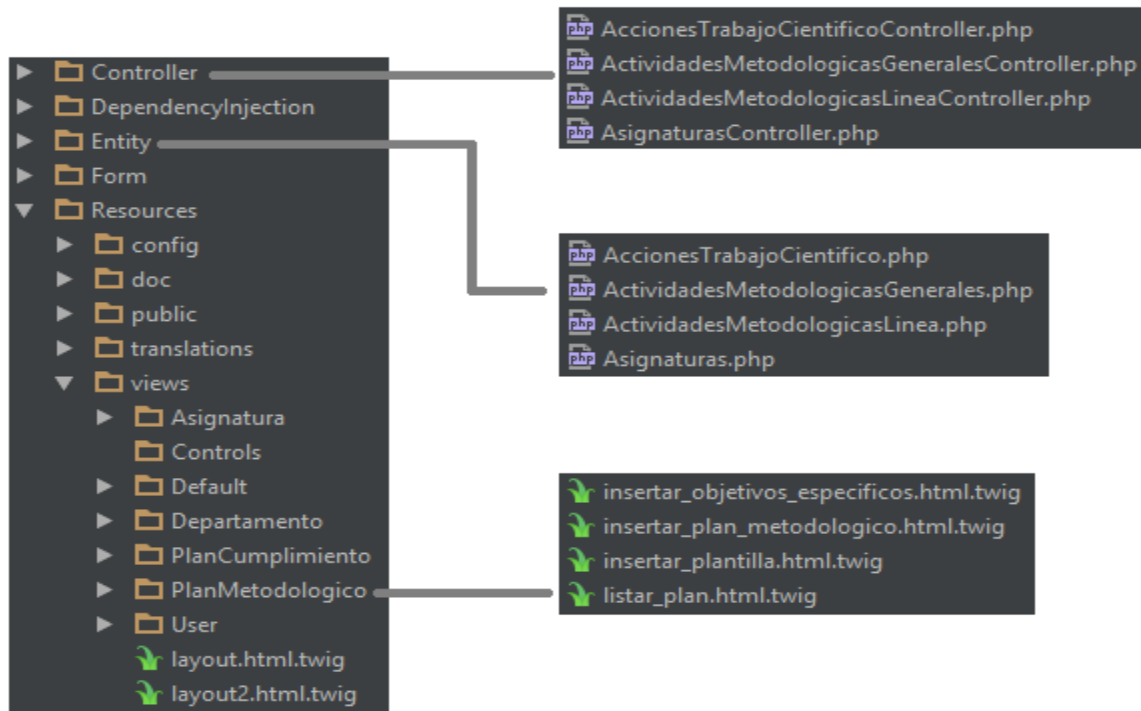 Controller
DependencyInjection
Entity
Form
Resources
config
doc
public
translations
views
Asignatura
Controls
Default
Departamento
PlanCumplimiento
PlanMetodologico
User
layout.html.twig
layout2.html.twig
AccionesTrabajoCientificoController.php
ActividadesMetodologicasGeneralesController.php
ActividadesMetodologicasLineaController.php
AsignaturasController.php
AccionesTrabajoCientifico.php
ActividadesMetodologicasGenerales.php
ActividadesMetodologicasLinea.php
Asignaturas.php
insertar_objetivos_especificos.html.twig
insertar_plan_metodologico.html.twig
insertar_plantilla.html.twig
listar_plan.html.twig